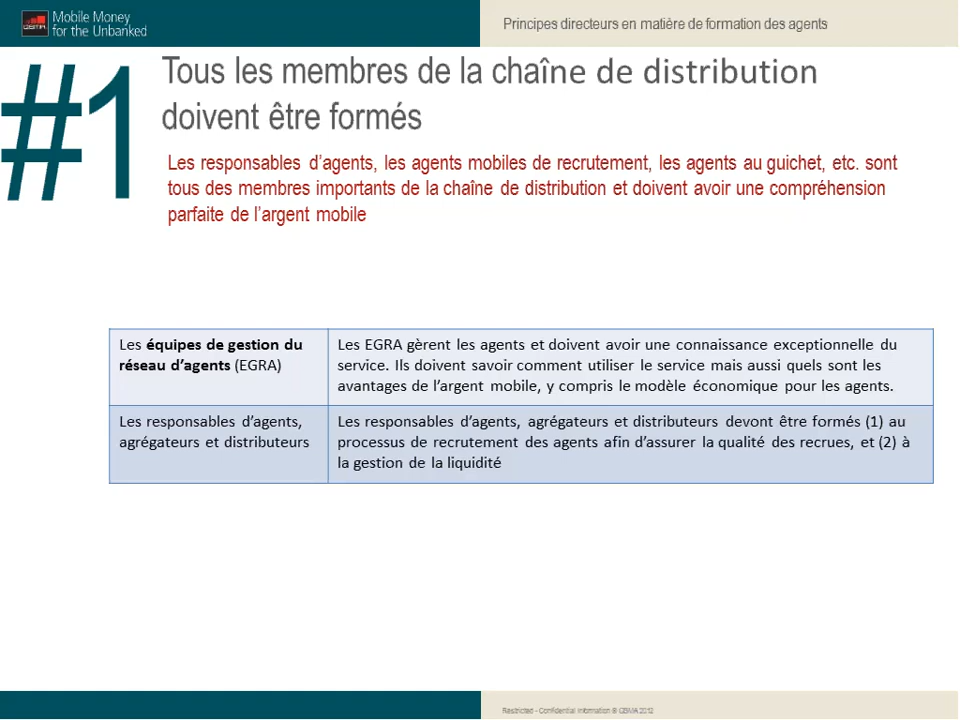 Mobile Money
for the Unbanked
GSMA
Principes directeurs en matière de formation des agents
#1
Tous les membres de la chaîne de distribution
doivent être formés
Les responsables d’agents, les agents mobiles de recrutement, les agents au guichet, etc. sont
tous des membres importants de la chaîne de distribution et doivent avoir une compréhension
parfaite de l’argent mobile
Les équipes de gestion du
réseau d’agents (EGRA)
Les EGRA gèrent les agents et doivent avoir une connaissance exceptionnelle du
service. Ils doivent savoir comment utiliser le service mais aussi quels sont les
avantages de l’argent mobile, y compris le modèle économique pour les agents.
Les responsables d’agents,
agrégateurs et distributeurs
Les responsables d’agents, agrégateurs et distributeurs devont être formés (1) au
processus de recrutement des agents afin d’assurer la qualité des recrues, et (2) à
la gestion de la liquidité
Restricted - Confidential Information © GSMA 2012